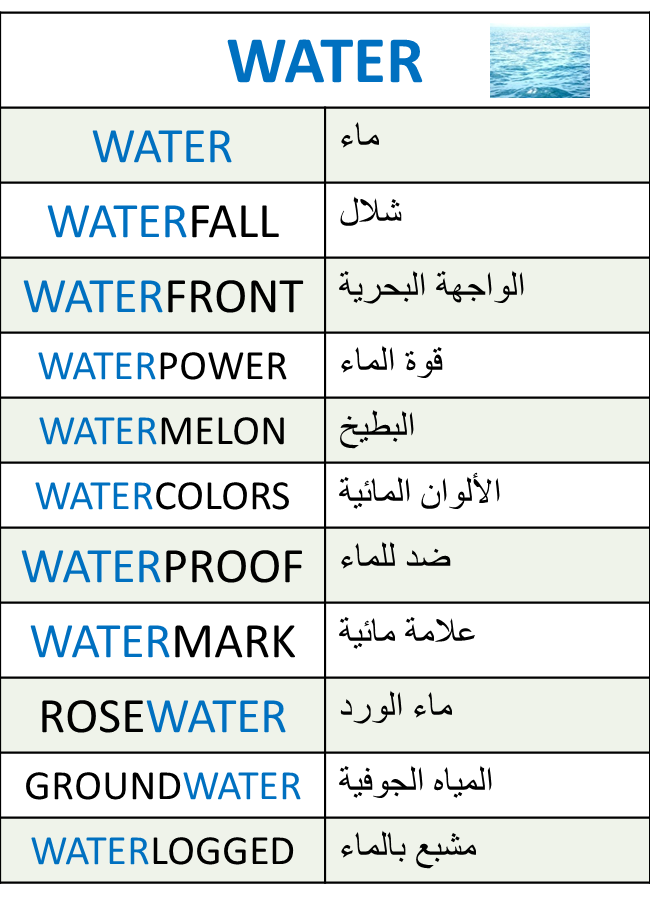 WATER
WATER ماء
WATERFALL شلال
WATERFRONT الواجهة البحرية
WATERPOWER قوة الماء
WATERMELON البطيخ
WATERCOLORS الألوان المائية
WATERPROOF ضد للماء
WATERMARK علامة مائية
ROSEWATER ماء الورد
GROUNDWATER المياه الجوفية
WATERLOGGED مشبع بالماء